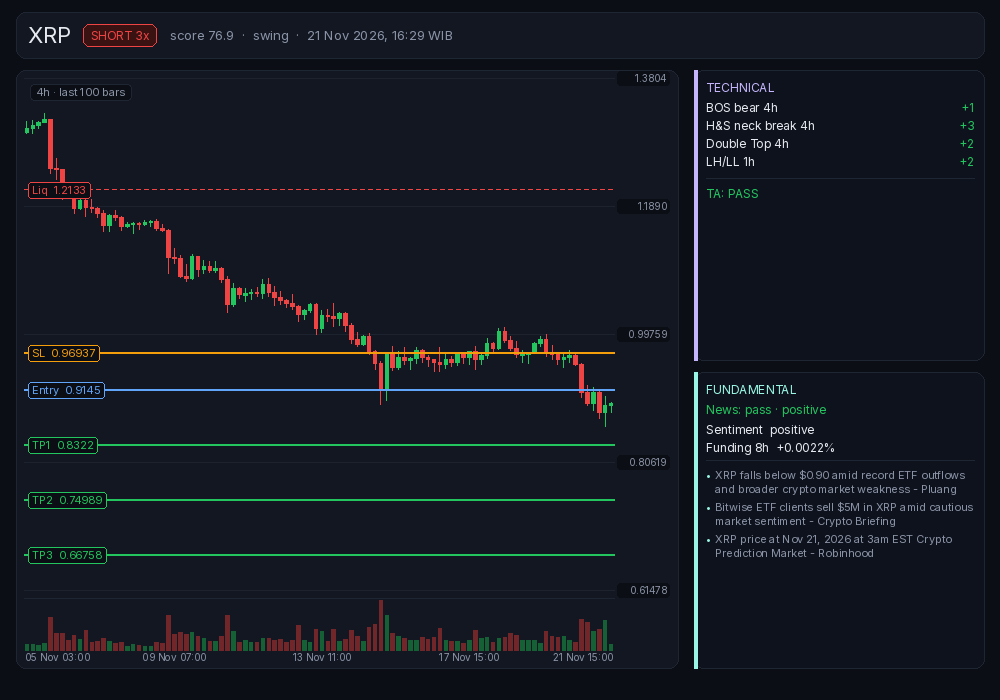 XRP SHORT 3x score 76.9 · swing · 21 Nov 2026, 16:29 WIB
4h · last 100 bars
1.3804
Liq 1.2133
1.1890
0.99759
SL 0.96937
Entry 0.9145
TP1 0.8322
0.80619
TP2 0.74989
TP3 0.66758
0.61478
05 Nov 03:00 09 Nov 07:00 13 Nov 11:00 17 Nov 15:00 21 Nov 15:00
TECHNICAL
BOS bear 4h +1
H&S neck break 4h +3
Double Top 4h +2
LH/LL 1h +2
TA: PASS
FUNDAMENTAL
News: pass · positive
Sentiment positive
Funding 8h +0.0022%
• XRP falls below $0.90 amid record ETF outflows
and broader crypto market weakness - Pluang
• Bitwise ETF clients sell $5M in XRP amid cautious
market sentiment - Crypto Briefing
• XRP price at Nov 21, 2026 at 3am EST Crypto
Prediction Market - Robinhood